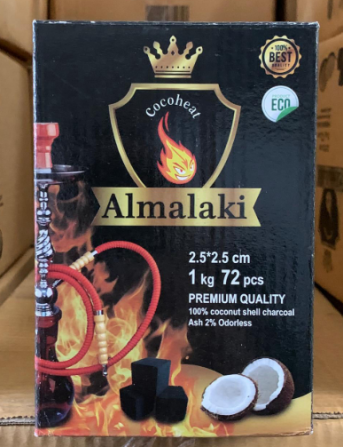 100%
BEST
QUALITY
ECO
Cocoheat
Almalaki
2.5*2.5 cm
1 kg 72 pcs
PREMIUM QUALITY
100% coconut shell charcoal
Ash 2% Odorless